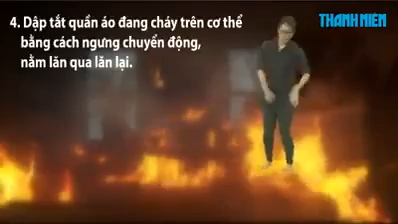 THANH NIÊN
4. Dập tắt quần áo đang cháy trên cơ thể
bằng cách ngưng chuyển động,
nằm lăn qua lăn lại.